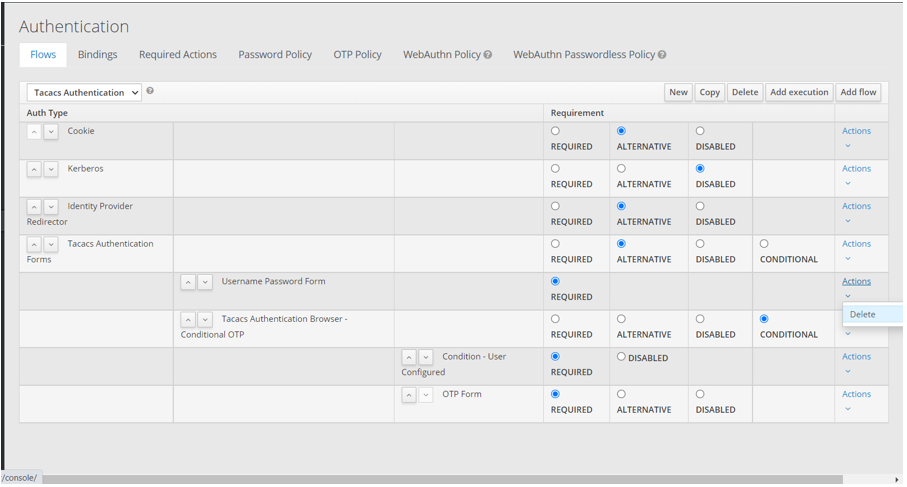 Authentication
Flows Bindings Required Actions Password Policy OTP Policy WebAuthn Policy WebAuthn Passwordless Policy
Tacacs Authentication New Copy Delete Add execution Add flow
Auth Type Requirement
Cookie Actions
REQUIRED ALTERNATIVE DISABLED
Kerberos Actions
REQUIRED ALTERNATIVE DISABLED
Identity Provider Actions
Redirector REQUIRED ALTERNATIVE DISABLED
Tacacs Authentication Actions
Forms REQUIRED ALTERNATIVE DISABLED CONDITIONAL
Username Password Form Actions
REQUIRED
Delete
Tacacs Authentication Browser -
Conditional OTP REQUIRED ALTERNATIVE DISABLED CONDITIONAL
Condition - User DISABLED Actions
Configured REQUIRED
OTP Form Actions
REQUIRED ALTERNATIVE DISABLED
/console/